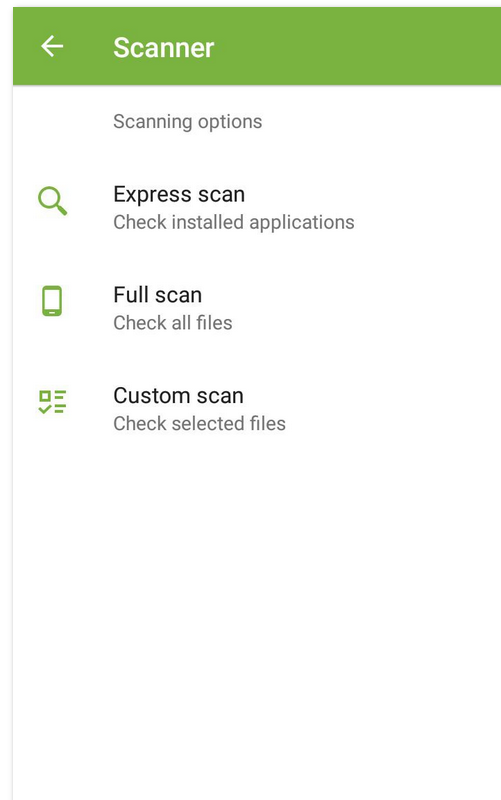 Scanner
Scanning options
Express scan
Check installed applications
Full scan
Check all files
Custom scan
Check selected files